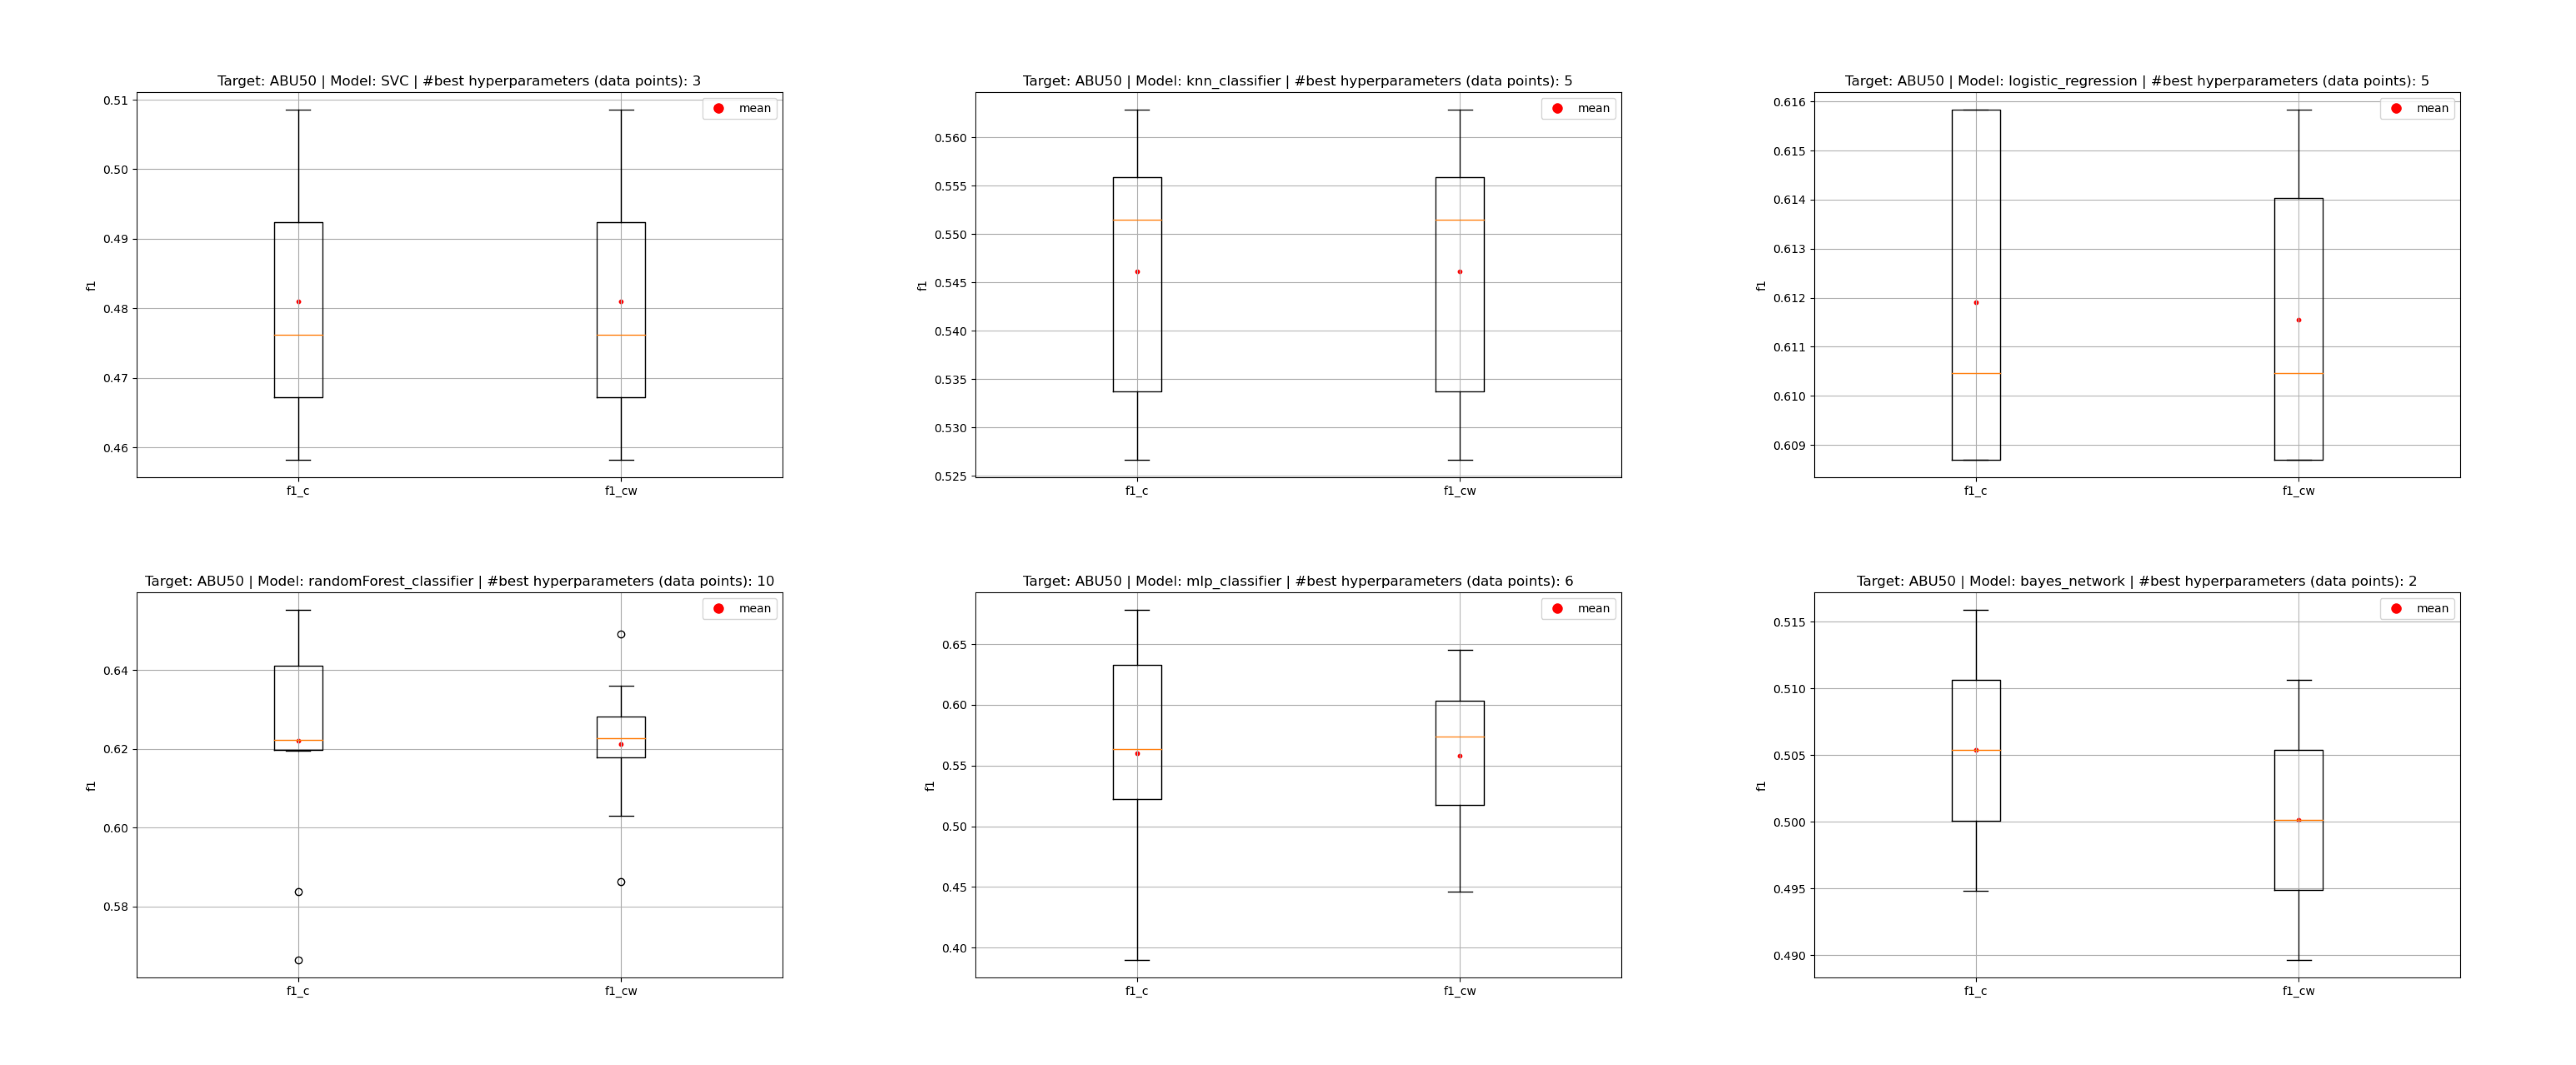 Target: ABU50 | Model: SVC | #best hyperparameters (data points): 3
mean
0.51
0.50
0.49
0.48
0.47
0.46
f1
f1_c
f1_cw
Target: ABU50 | Model: knn_classifier | #best hyperparameters (data points): 5
mean
0.560
0.555
0.550
0.545
0.540
0.535
0.530
0.525
f1
f1_c
f1_cw
Target: ABU50 | Model: logistic_regression | #best hyperparameters (data points): 5
mean
0.616
0.615
0.614
0.613
0.612
0.611
0.610
0.609
f1
f1_c
f1_cw
Target: ABU50 | Model: randomForest_classifier | #best hyperparameters (data points): 10
mean
0.64
0.62
0.60
0.58
f1
f1_c
f1_cw
Target: ABU50 | Model: mlp_classifier | #best hyperparameters (data points): 6
mean
0.65
0.60
0.55
0.50
0.45
0.40
f1
f1_c
f1_cw
Target: ABU50 | Model: bayes_network | #best hyperparameters (data points): 2
mean
0.515
0.510
0.505
0.500
0.495
0.490
f1
f1_c
f1_cw